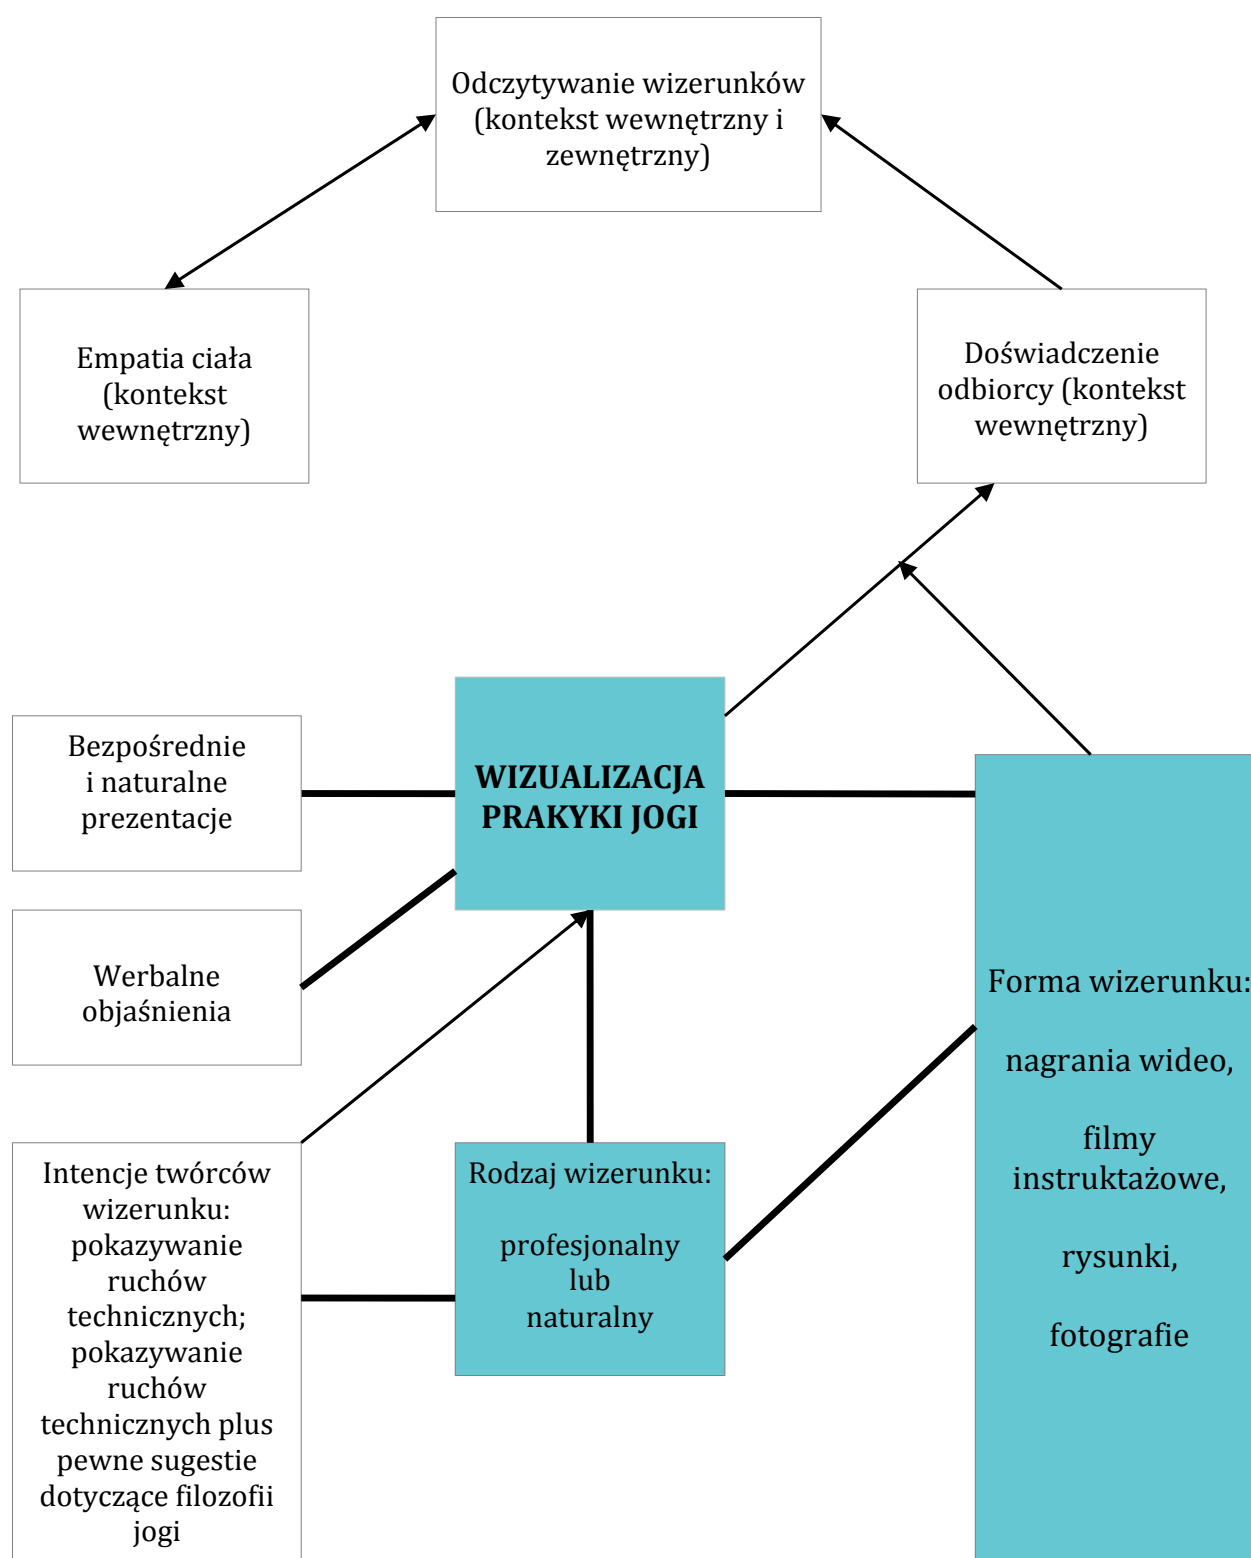 Odczytywanie wizerunków
(kontekst wewnętrzny i
zewnętrzny)
Empatia ciała
(kontekst
wewnętrzny)
Doświadczenie
odbiorcy (kontekst
wewnętrzny)
Bezpośrednie
i naturalne
prezentacje
WIZUALIZACJA
PRAKYKI JOGI
Werbalne
objaśnienia
Intencje twórców
wizerunku:
pokazywanie
ruchów
technicznych;
pokazywanie
ruchów
technicznych plus
pewne sugestie
dotyczące filozofii
jogi
Rodzaj wizerunku:
profesjonalny
lub
naturalny
Forma wizerunku:
nagrania wideo,
filmy
instruktażowe,
rysunki,
fotografie